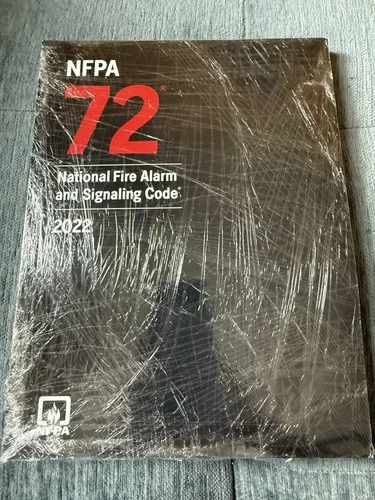 NFPA
72®
National Fire Alarm
and Signaling Code®
2022
NFPA